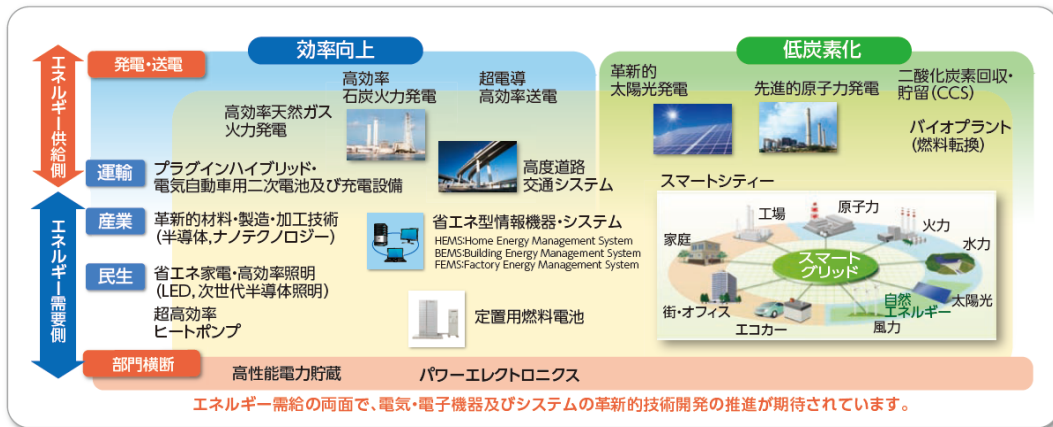 効率向上
低炭素化
エネルギー供給側
発電・送電
高効率
石炭火力発電
超電導
高効率送電
高効率天然ガス
火力発電
革新的
太陽光発電
先進的原子力発電
二酸化炭素回収・
貯留(CCS)
バイオプラント
(燃料転換)
運輸
プラグインハイブリッド・
電気自動車用二次電池及び充電設備
高度道路
交通システム
エネルギー需要側
産業
革新的材料・製造・加工技術
(半導体,ナノテクノロジー)
省エネ型情報機器・システム
HEMS:Home Energy Management System
BEMS:Building Energy Management System
FEMS:Factory Energy Management System
民生
省エネ家電・高効率照明
(LED,次世代半導体照明)
超高効率
ヒートポンプ
定置用燃料電池
スマートシティー
工場
原子力
火力
家庭
水力
スマート
グリッド
街・オフィス
エコカー
自然
エネルギー
風力
太陽光
部門横断
高性能電力貯蔵
パワーエレクトロニクス
エネルギー需給の両面で、電気・電子機器及びシステムの革新的技術開発の推進が期待されています。